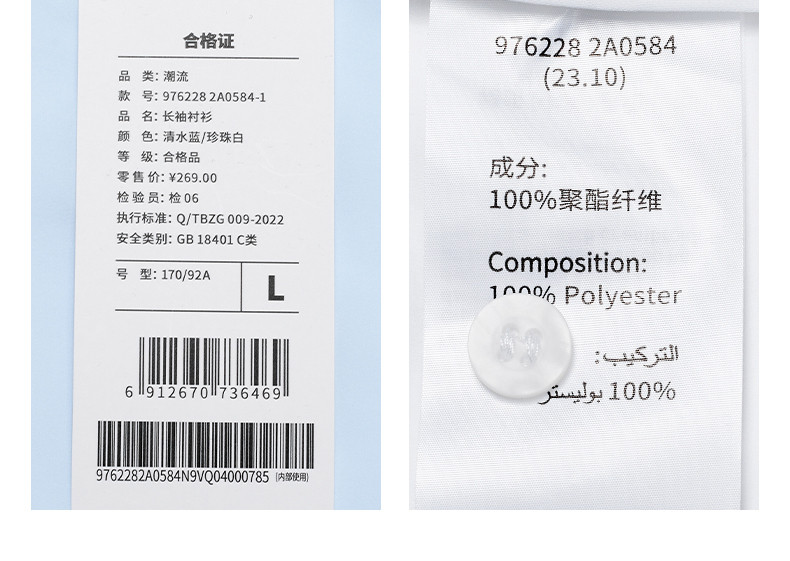 合格证
品 类: 潮流
款 号: 976228 2A0584-1
品 名: 长袖衬衫
颜 色: 清水蓝/珍珠白
等 级: 合格品
零 售 价: ¥269.00
检 验 员: 检 06
执行标准: Q/TBZG 009-2022
安全类别: GB 18401 C类
号 型: 170/92A
L
6 912670 736469
9762282A0584N9VQ04000785 (内部使用)
976228 2A0584
(23.10)
成分:
100%聚酯纤维
Composition:
100% Polyester
التركيب:
100% بوليستر